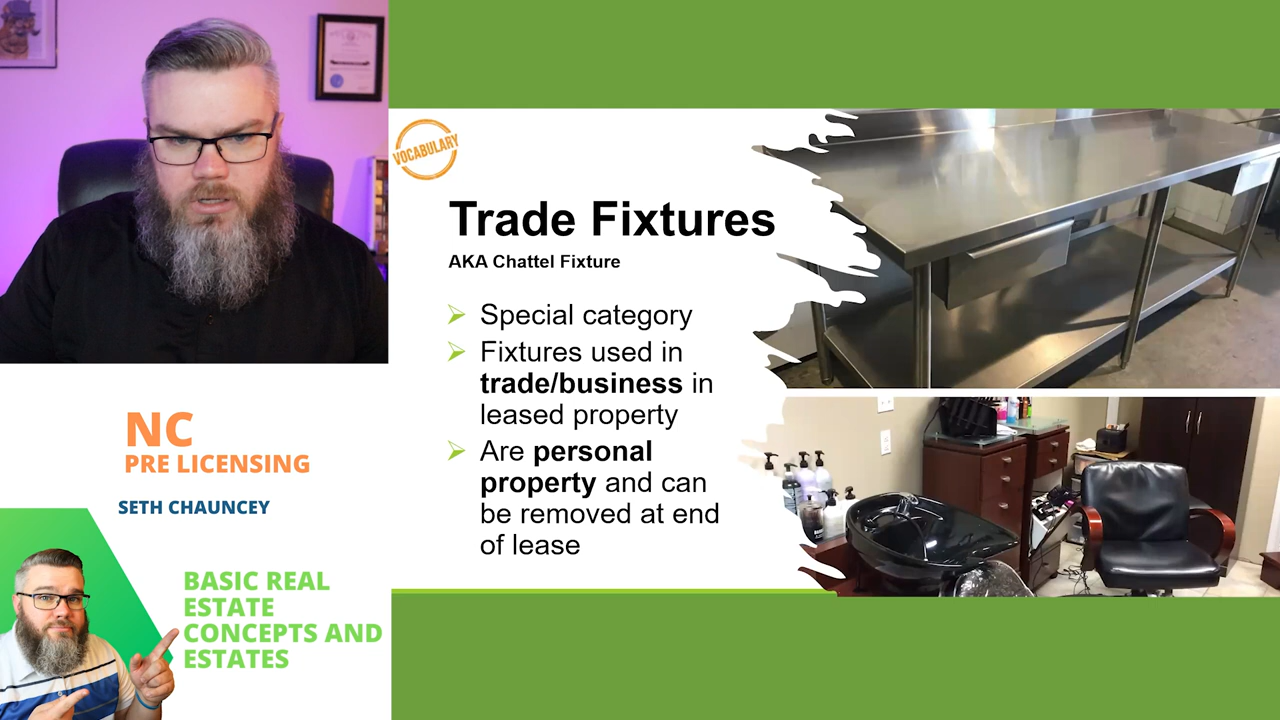 VOCABULARY
Trade Fixtures
AKA Chattel Fixture
Special category
Fixtures used in
trade/business in
leased property
Are personal
property and can
be removed at end
of lease
NC
PRE LICENSING
SETH CHAUNCEY
BASIC REAL
ESTATE
CONCEPTS AND
ESTATES